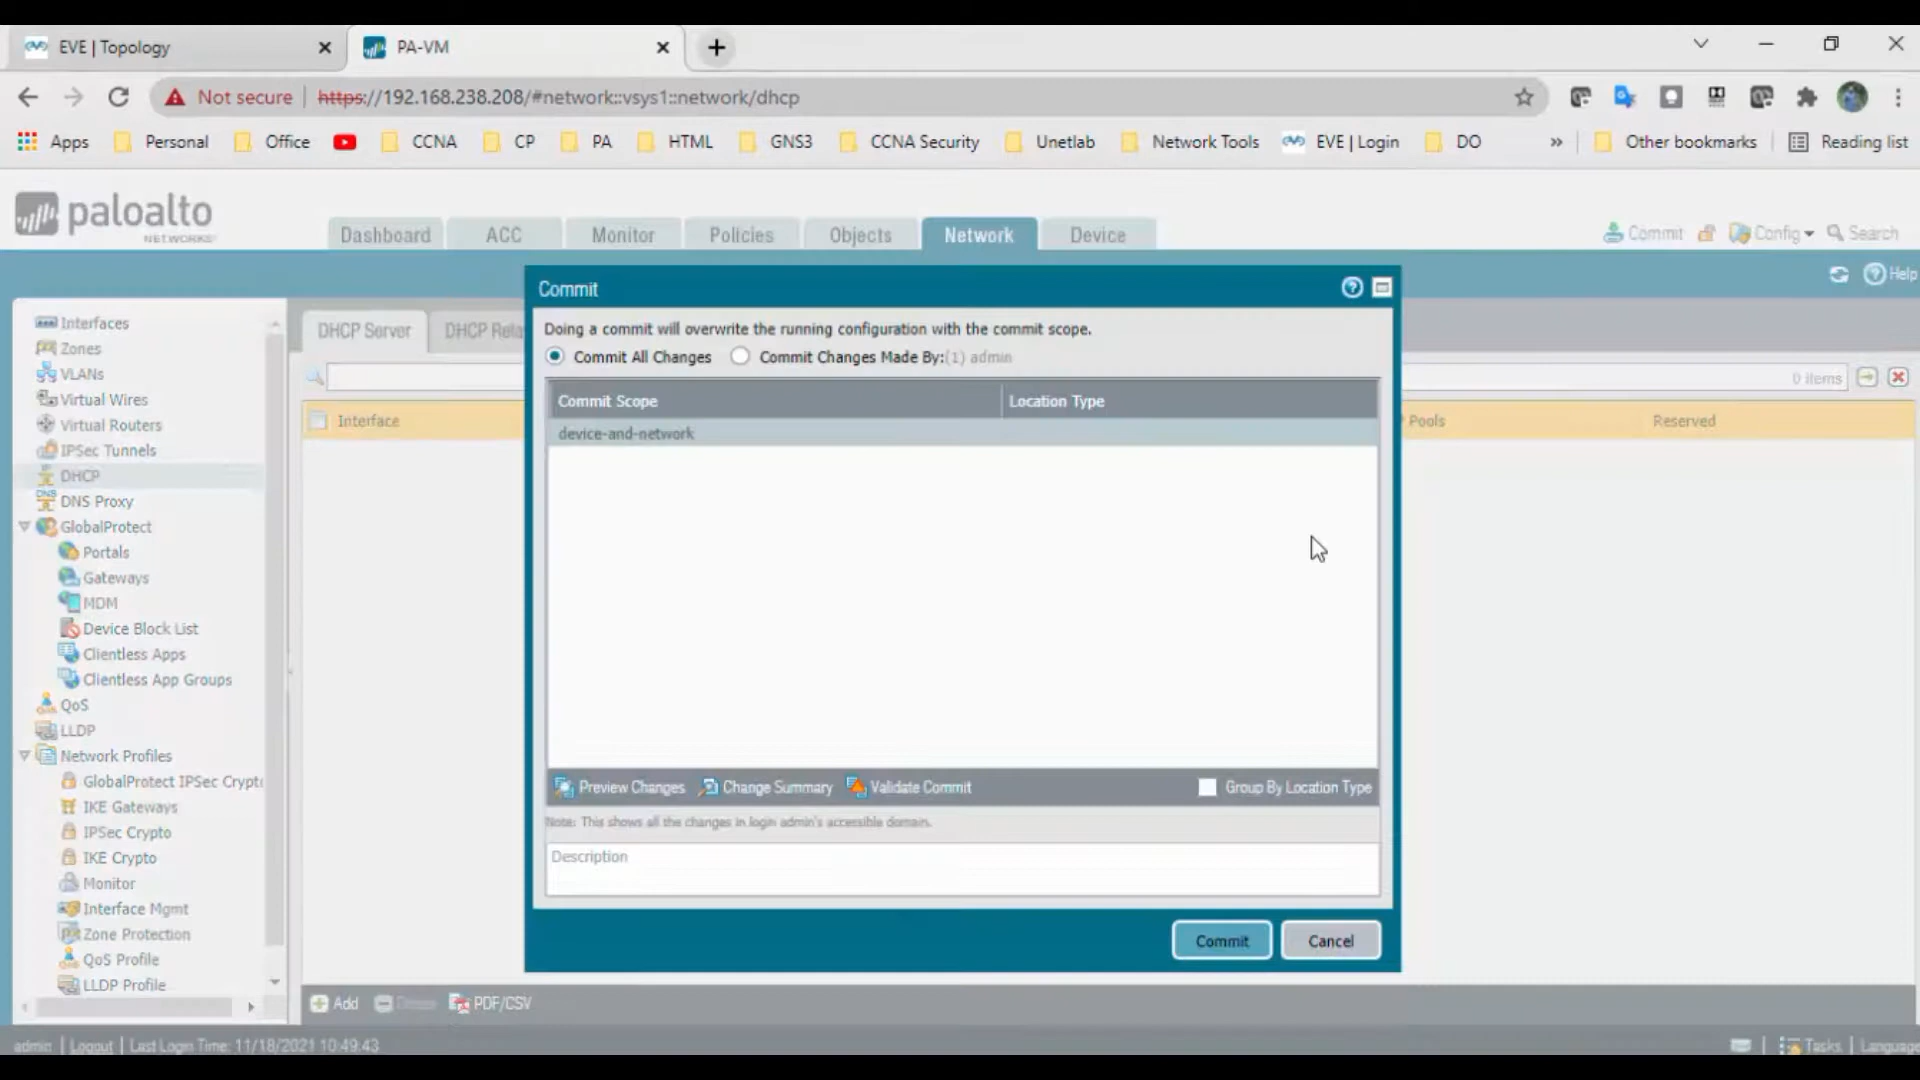 EVE | Topology
PA-VM
Not secure
https://192.168.238.208/#network::vsys1::network/dhcp
Apps
Personal
Office
CCNA
CP
PA
HTML
GNS3
CCNA Security
Unetlab
Network Tools
EVE | Login
DO
»
Other bookmarks
Reading list
paloalto
NETWORKS
Dashboard
ACC
Monitor
Policies
Objects
Network
Device
Commit
Config
Search
Help
Interfaces
Zones
VLANs
Virtual Wires
Virtual Routers
IPSec Tunnels
DHCP
DNS Proxy
GlobalProtect
Portals
Gateways
MDM
Device Block List
Clientless Apps
Clientless App Groups
QoS
LLDP
Network Profiles
GlobalProtect IPSec Crypt
IKE Gateways
IPSec Crypto
IKE Crypto
Monitor
Interface Mgmt
Zone Protection
QoS Profile
LLDP Profile
DHCP Server
DHCP Rela
0 items
Interface
Pools
Reserved
Commit
Doing a commit will overwrite the running configuration with the commit scope.
Commit All Changes
Commit Changes Made By:(1) admin
Commit Scope
Location Type
device-and-network
Preview Changes
Change Summary
Validate Commit
Group By Location Type
Note: This shows all the changes in login admin's accessible domain.
Description
Commit
Cancel
Add
Delete
PDF/CSV
admin | Logout | Last Login Time: 11/18/2021 10:49:43
Tasks | Language